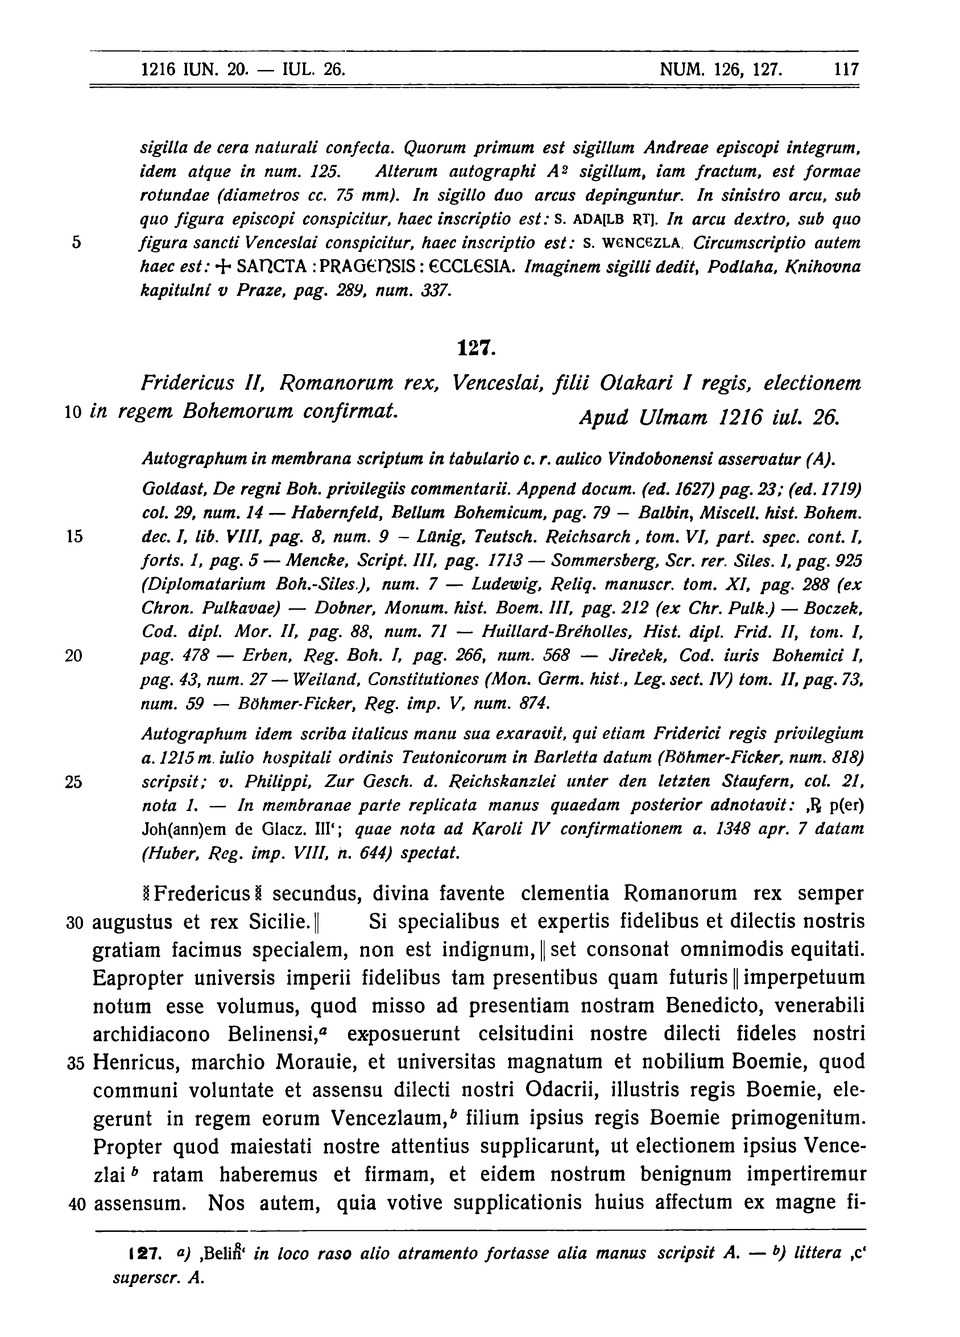 1216 IUN. 20. — IUL. 26. NUM. 126, 127. 117
sigilla de cera naturali confecta. Quorum primum est sigillum Andreae episcopi integrum,
idem atque in num. 125. Alterum autographi A² sigillum, iam fractum, est formae
rotundae (diametros cc. 75 mm). In sigillo duo arcus depinguntur. In sinistro arcu, sub
quo figura episcopi conspicitur, haec inscriptio est: S. ADA[LB RT]. In arcu dextro, sub quo
5 figura sancti Venceslai conspicitur, haec inscriptio est: S. WENCEZLA. Circumscriptio autem
haec est: + SANCTA : PRAGENSIS : ECCLESIA. Imaginem sigilli dedit, Podlaha, Knihovna
kapitulní v Praze, pag. 289, num. 337.
127.
Fridericus II, Romanorum rex, Venceslai, filii Otakari I regis, electionem
10 in regem Bohemorum confirmat. Apud Ulmam 1216 iul. 26.
Autographum in membrana scriptum in tabulario c. r. aulico Vindobonensi asservatur (A).
Goldast, De regni Boh. privilegiis commentarii. Append docum. (ed. 1627) pag. 23; (ed. 1719)
col. 29, num. 14 — Habernfeld, Bellum Bohemicum, pag. 79 — Balbin, Miscell. hist. Bohem.
15 dec. I, lib. VIII, pag. 8, num. 9 — Lünig, Teutsch. Reichsarch, tom. VI, part. spec. cont. I,
forts. 1, pag. 5 — Mencke, Script. III, pag. 1713 — Sommersberg, Scr. rer. Siles. I, pag. 925
(Diplomatarium Boh.-Siles.), num. 7 — Ludewig, Reliq. manuscr. tom. XI, pag. 288 (ex
Chron. Pulkavae) — Dobner, Monum. hist. Boem. III, pag. 212 (ex Chr. Pulk.) — Boczek,
Cod. dipl. Mor. II, pag. 88, num. 71 — Huillard-Bréholles, Hist. dipl. Frid. II, tom. I,
20 pag. 478 — Erben, Reg. Boh. I, pag. 266, num. 568 — Jireček, Cod. iuris Bohemici I,
pag. 43, num. 27 — Weiland, Constitutiones (Mon. Germ. hist., Leg. sect. IV) tom. II, pag. 73,
num. 59 — Böhmer-Ficker, Reg. imp. V, num. 874.
Autographum idem scriba italicus manu sua exaravit, qui etiam Friderici regis privilegium
a. 1215 m. iulio hospitali ordinis Teutonicorum in Barletta datum (Böhmer-Ficker, num. 818)
25 scripsit; v. Philippi, Zur Gesch. d. Reichskanzlei unter den letzten Staufern, col. 21,
nota 1. — In membranae parte replicata manus quaedam posterior adnotavit: ‚℞ p(er)
Joh(ann)em de Glacz. III‘; quae nota ad Karoli IV confirmationem a. 1348 apr. 7 datam
(Huber, Reg. imp. VIII, n. 644) spectat.
Fredericus secundus, divina favente clementia Romanorum rex semper
30 augustus et rex Sicilie.‖ Si specialibus et expertis fidelibus et dilectis nostris
gratiam facimus specialem, non est indignum,‖ set consonat omnimodis equitati.
Eapropter universis imperii fidelibus tam presentibus quam futuris‖ imperpetuum
notum esse volumus, quod misso ad presentiam nostram Benedicto, venerabili
archidiacono Belinensi,ᵃ exposuerunt celsitudini nostre dilecti fideles nostri
35 Henricus, marchio Morauie, et universitas magnatum et nobilium Boemie, quod
communi voluntate et assensu dilecti nostri Odacrii, illustris regis Boemie, ele-
gerunt in regem eorum Vencezlaum,ᵇ filium ipsius regis Boemie primogenitum.
Propter quod maiestati nostre attentius supplicarunt, ut electionem ipsius Vence-
zlai ᵇ ratam haberemus et firmam, et eidem nostrum benignum impertiremur
40 assensum. Nos autem, quia votive supplicationis huius affectum ex magne fi-
127. a) ‚Belin̄‘ in loco raso alio atramento fortasse alia manus scripsit A. — b) littera ‚c‘
superscr. A.